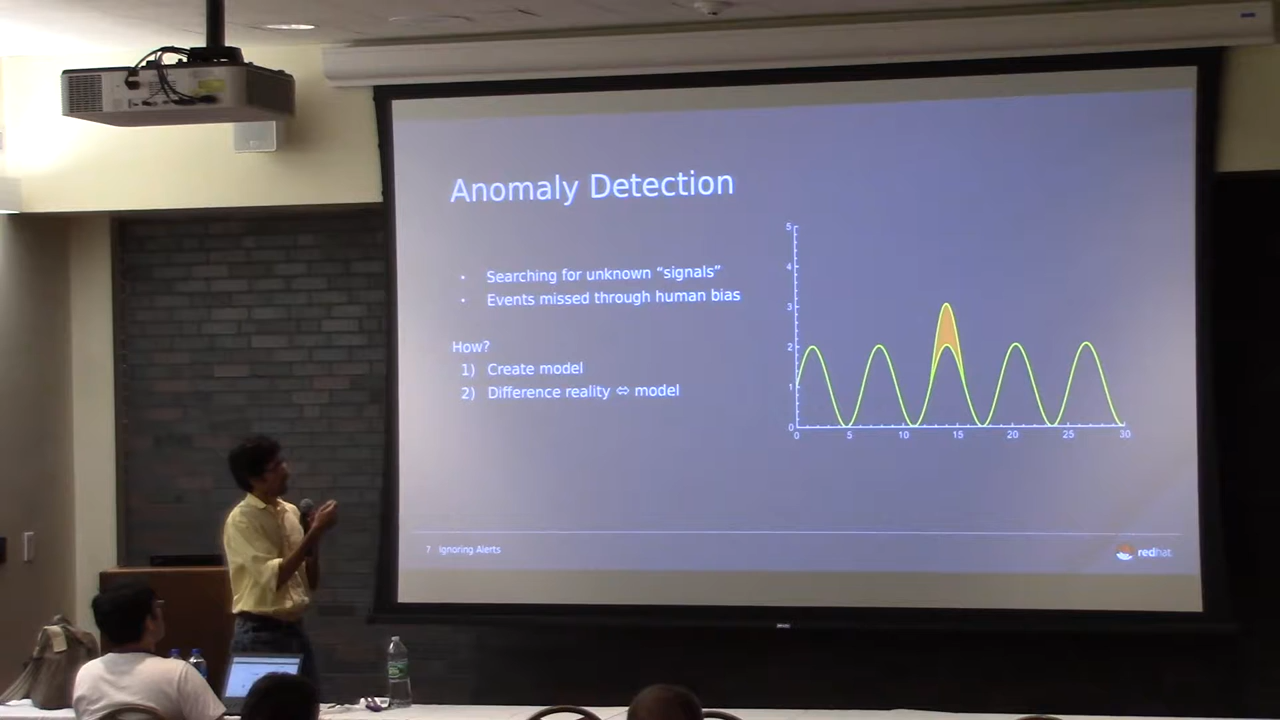 Anomaly Detection
· Searching for unknown “signals”
· Events missed through human bias
How?
1) Create model
2) Difference reality ⇔ model
5
4
3
2
1
0
0 5 10 15 20 25 30
7 Ignoring Alerts
redhat